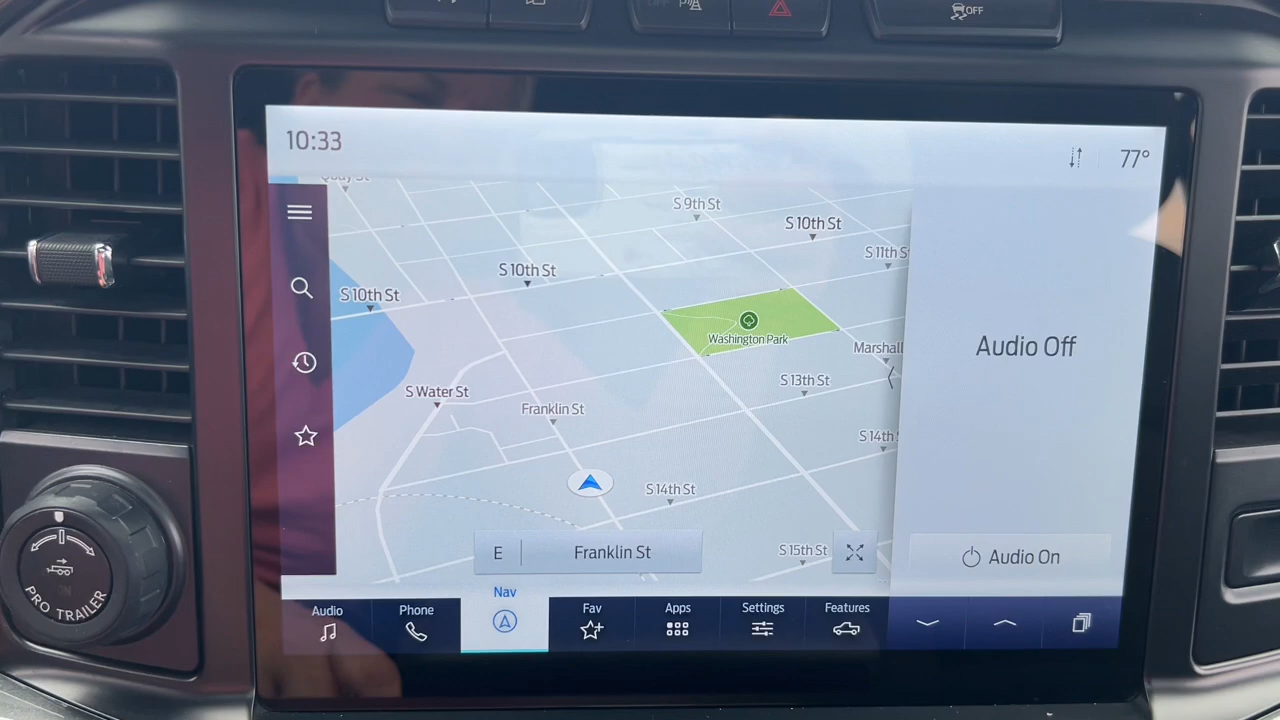 OFF
10:33
77°
Quay St
S 9th St
S 10th St
S 11th S
S 10th St
S 10th St
Washington Park
Marshall
S 13th St
S Water St
Franklin St
S 14th
S 14th St
S 15th St
E
Franklin St
Audio Off
Audio On
Audio
Phone
Nav
Fav
Apps
Settings
Features
ON
PRO TRAILER